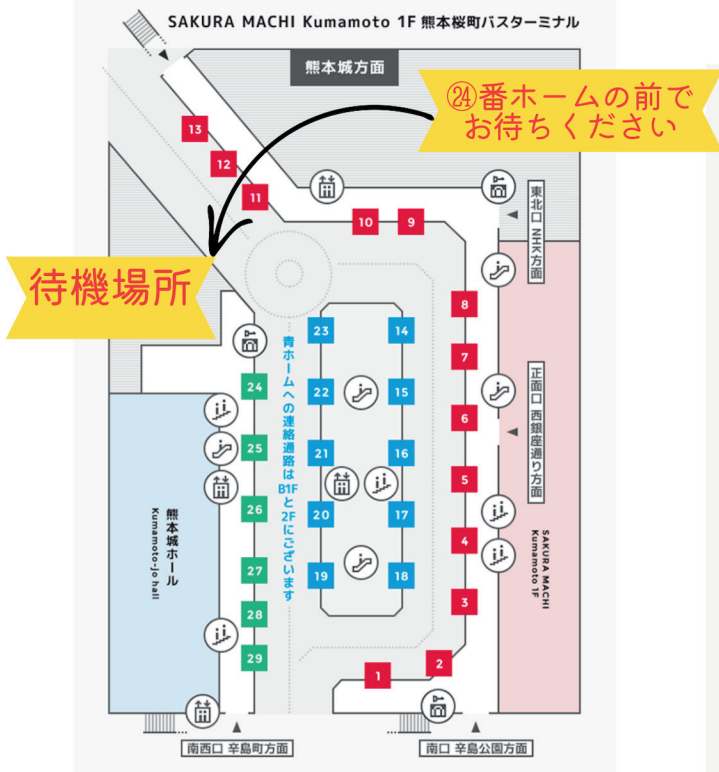 SAKURA MACHI Kumamoto 1F 熊本桜町バスターミナル
熊本城方面
㉔番ホームの前で
お待ちください
待機場所
13
12
11
10
9
東北口 NHK方面
8
7
6
5
4
3
2
1
正面口 西銀座通り方面
SAKURA MACHI
Kumamoto 1F
23
14
22
15
21
16
20
17
19
18
青ホームへの連絡通路はB1Fと2Fにございます
24
25
26
27
28
29
熊本城ホール
Kumamoto-jo hall
南西口 辛島町方面
南口 辛島公園方面